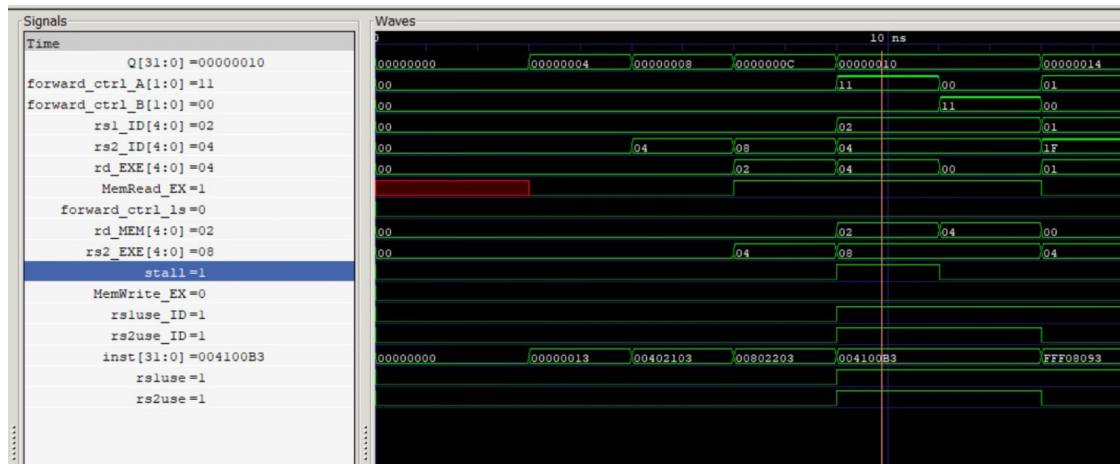 Signals Waves
Time 0 10 ns
Q[31:0] =00000010 00000000 00000004 00000008 0000000C 00000010 00000014
forward_ctrl_A[1:0] =11 00 11 00 01
forward_ctrl_B[1:0] =00 00 11 00
rs1_ID[4:0] =02 00 02 01
rs2_ID[4:0] =04 00 04 08 04 1F
rd_EXE[4:0] =04 00 02 04 00 01
MemRead_EX =1
forward_ctrl_ls =0
rd_MEM[4:0] =02 00 02 04 00
rs2_EXE[4:0] =08 00 04 08 04
stall =1
MemWrite_EX =0
rs1use_ID =1
rs2use_ID =1
inst[31:0] =004100B3 00000000 00000013 00402103 00802203 004100B3 FFF08093
rs1use =1
rs2use =1